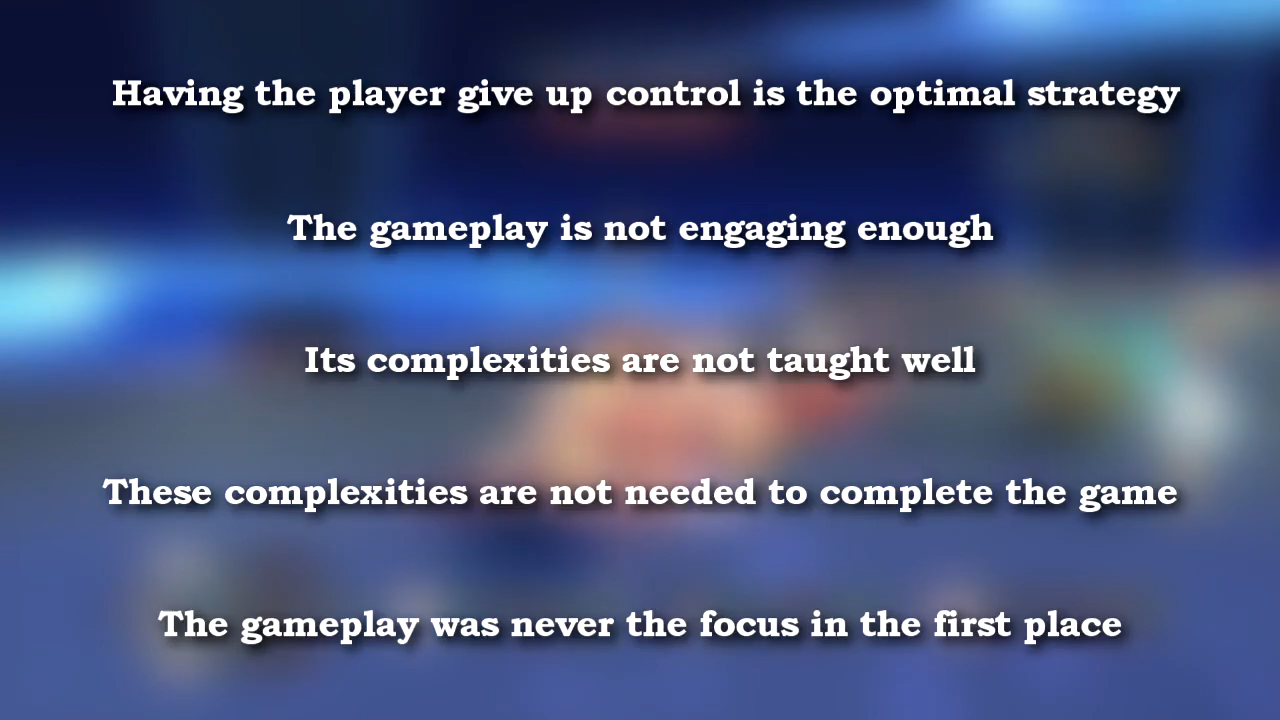 Having the player give up control is the optimal strategy
The gameplay is not engaging enough
Its complexities are not taught well
These complexities are not needed to complete the game
The gameplay was never the focus in the first place